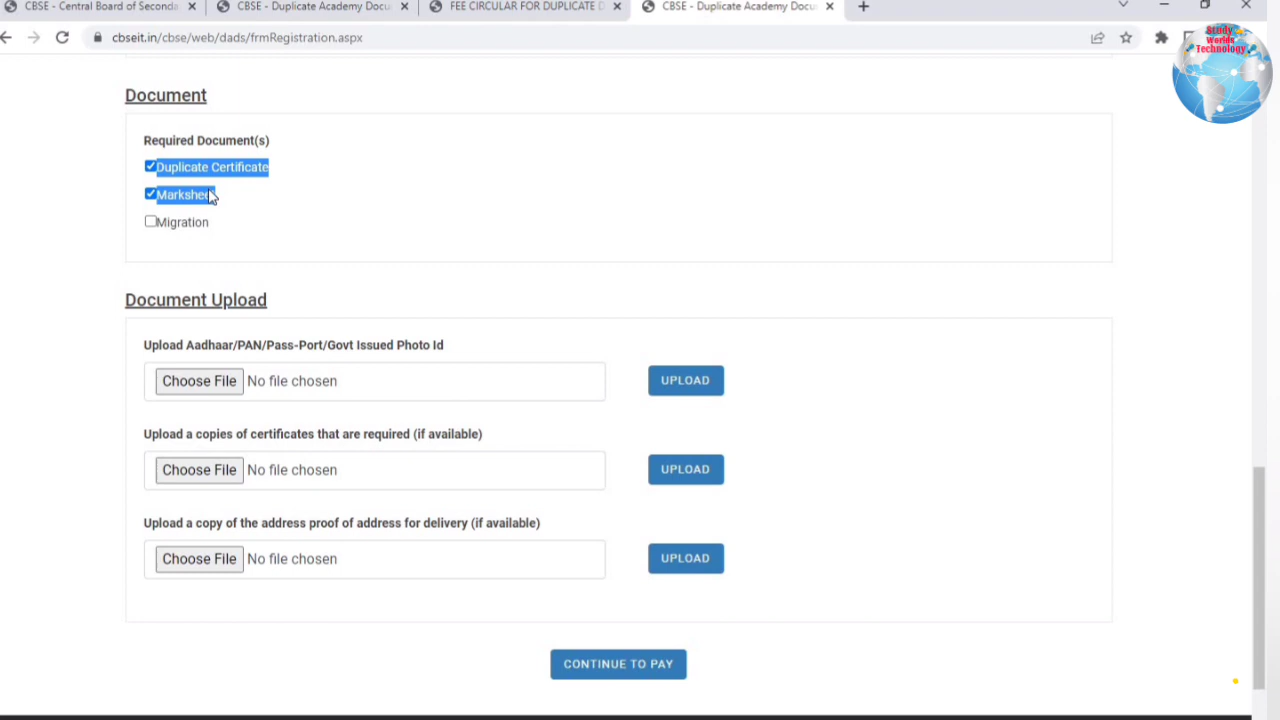 CBSE - Central Board of Seconda
CBSE - Duplicate Academy Docu
FEE CIRCULAR FOR DUPLICATE D
CBSE - Duplicate Academy Docu
cbseit.in/cbse/web/dads/frmRegistration.aspx
Study
Worlds
Technology
Document
Required Document(s)
Duplicate Certificate
Marksheet
Migration
Document Upload
Upload Aadhaar/PAN/Pass-Port/Govt Issued Photo Id
Choose File No file chosen UPLOAD
Upload a copies of certificates that are required (if available)
Choose File No file chosen UPLOAD
Upload a copy of the address proof of address for delivery (if available)
Choose File No file chosen UPLOAD
CONTINUE TO PAY